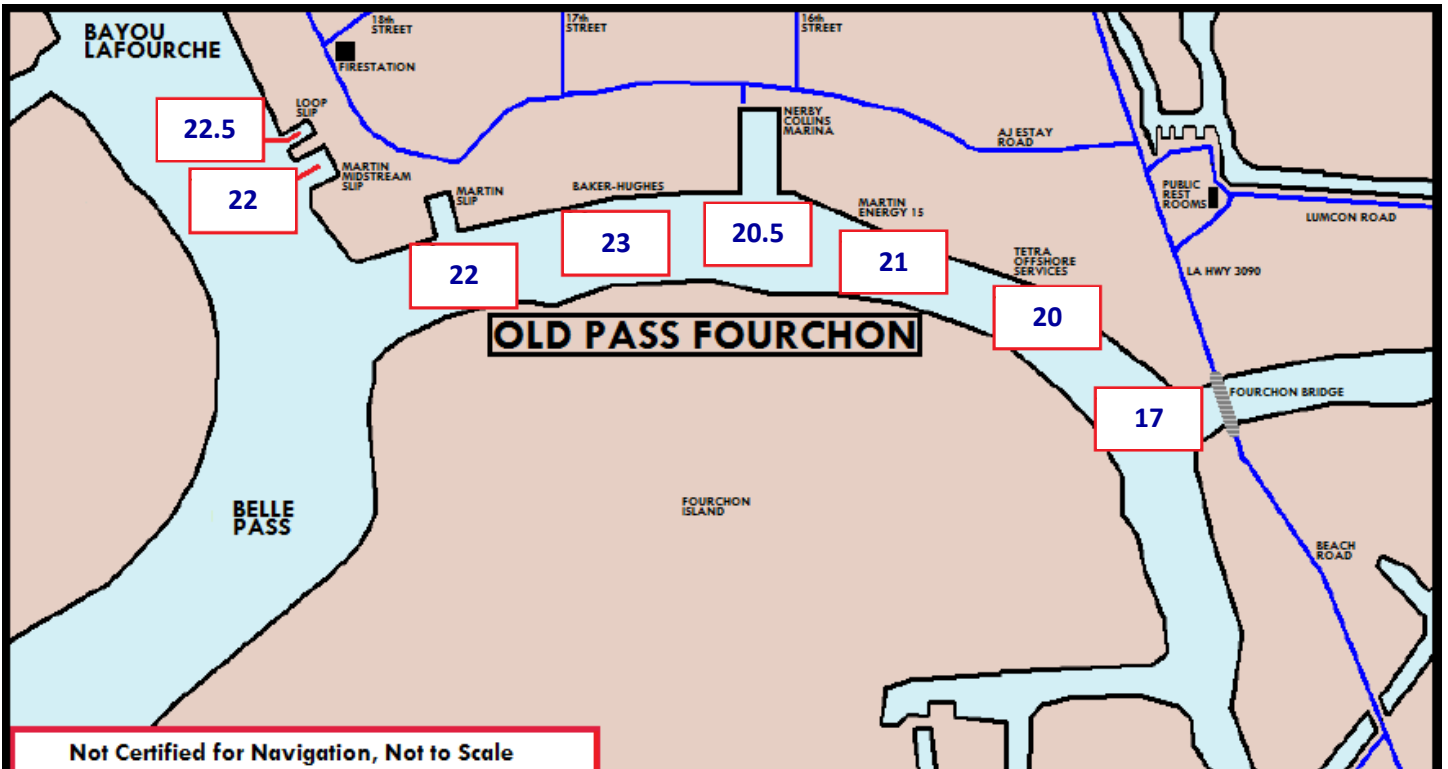 BAYOU
LAFOURCHE
18th
STREET
17th
STREET
16th
STREET
FIRESTATION
LOOP
SLIP
22.5
NERBY
COLLINS
MARINA
AJ ESTAY
ROAD
MARTIN
MIDSTREAM
SLIP
22
MARTIN
SLIP
BAKER-HUGHES
PUBLIC
REST
ROOMS
MARTIN
ENERGY 15
LUMCON ROAD
23
20.5
22
21
TETRA
OFFSHORE
SERVICES
LA HWY 3090
20
OLD PASS FOURCHON
FOURCHON BRIDGE
17
BELLE
PASS
FOURCHON
ISLAND
BEACH
ROAD
Not Certified for Navigation, Not to Scale